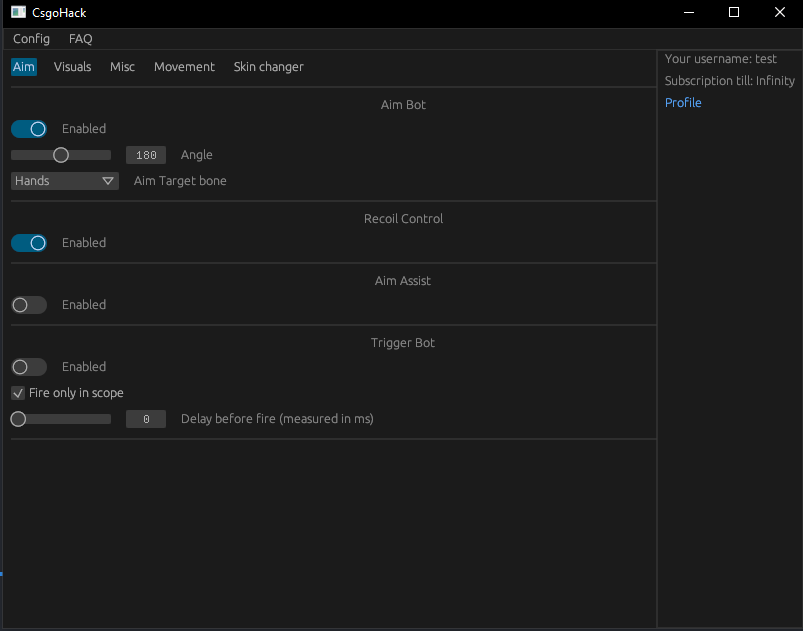 CsgoHack
Config FAQ
Aim Visuals Misc Movement Skin changer
Aim Bot
Enabled
180 Angle
Hands Aim Target bone
Recoil Control
Enabled
Aim Assist
Enabled
Trigger Bot
Enabled
Fire only in scope
0 Delay before fire (measured in ms)
Your username: test
Subscription till: Infinity
Profile